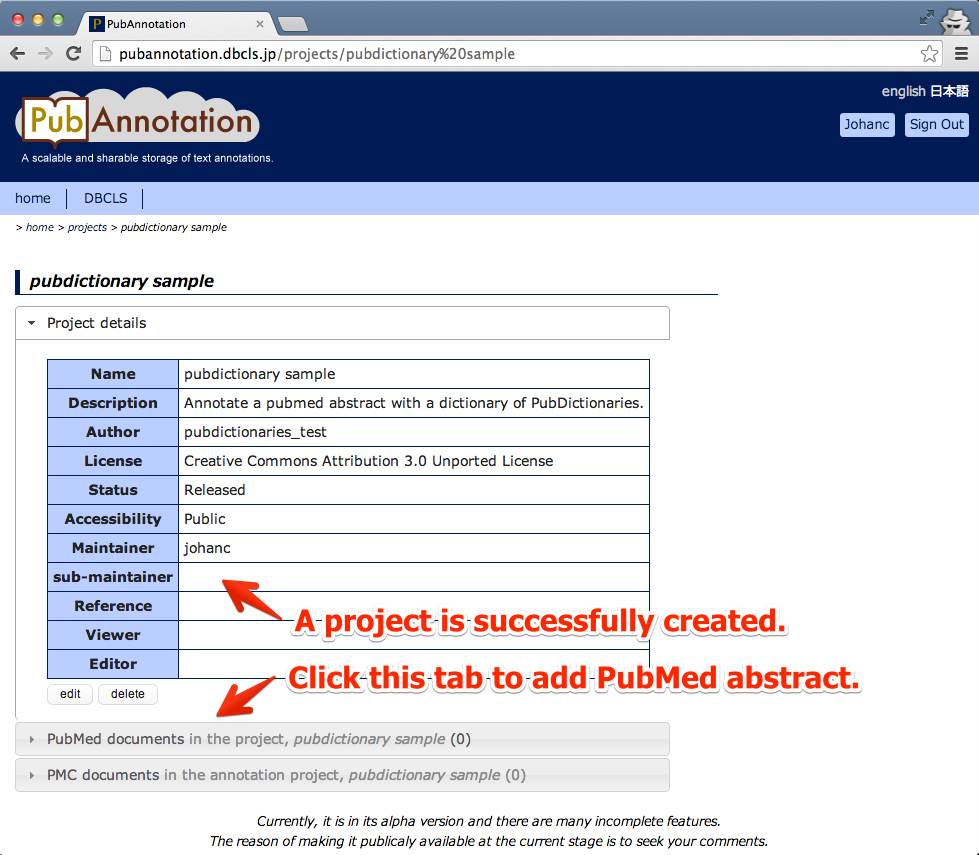 PubAnnotation
pubannotation.dbcls.jp/projects/pubdictionary%20sample
english 日本語
PubAnnotation
Johanc Sign Out
A scalable and sharable storage of text annotations.
home DBCLS
> home > projects > pubdictionary sample
pubdictionary sample
Project details
Name pubdictionary sample
Description Annotate a pubmed abstract with a dictionary of PubDictionaries.
Author pubdictionaries_test
License Creative Commons Attribution 3.0 Unported License
Status Released
Accessibility Public
Maintainer johanc
sub-maintainer
Reference
A project is successfully created.
Viewer
Editor
Click this tab to add PubMed abstract.
edit delete
PubMed documents in the project, pubdictionary sample (0)
PMC documents in the annotation project, pubdictionary sample (0)
Currently, it is in its alpha version and there are many incomplete features.
The reason of making it publicaly available at the current stage is to seek your comments.